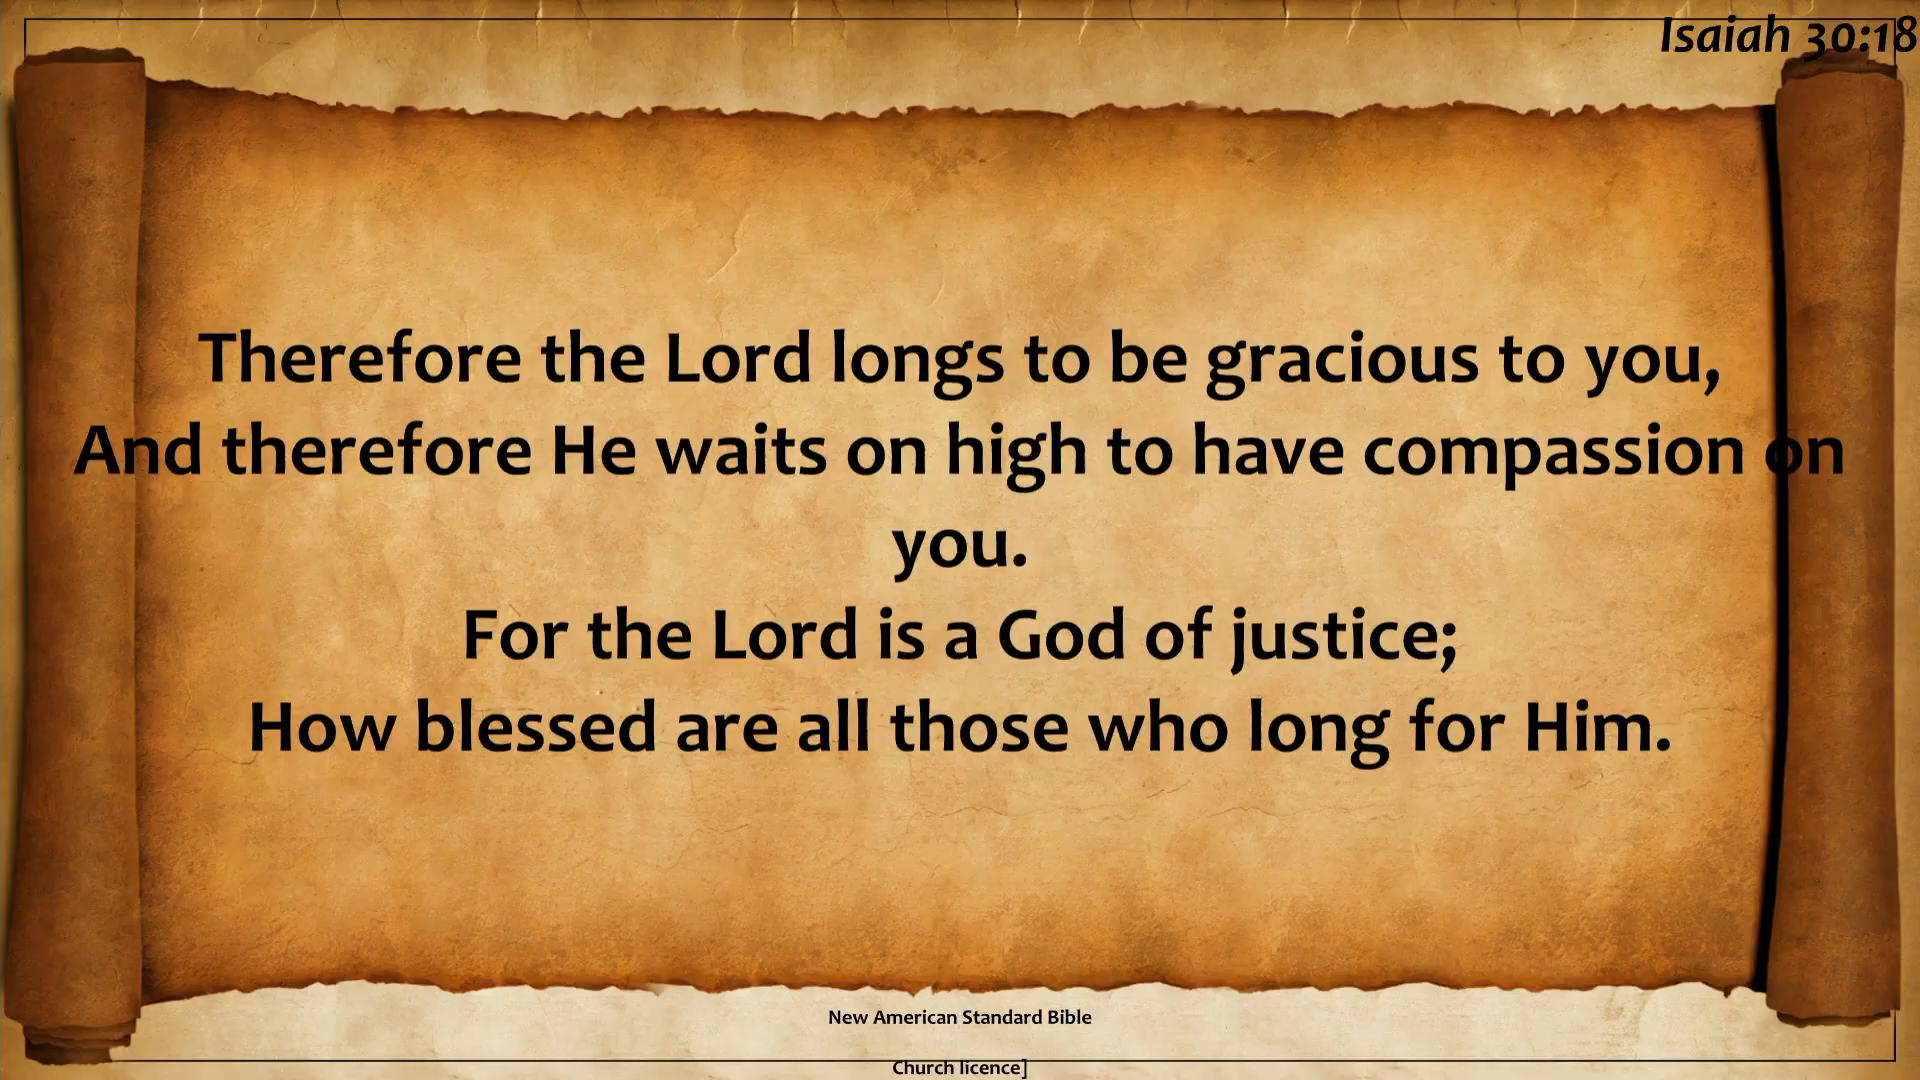 Isaiah 30:18
Therefore the Lord longs to be gracious to you,
And therefore He waits on high to have compassion on
you.
For the Lord is a God of justice;
How blessed are all those who long for Him.
New American Standard Bible
Church licence]